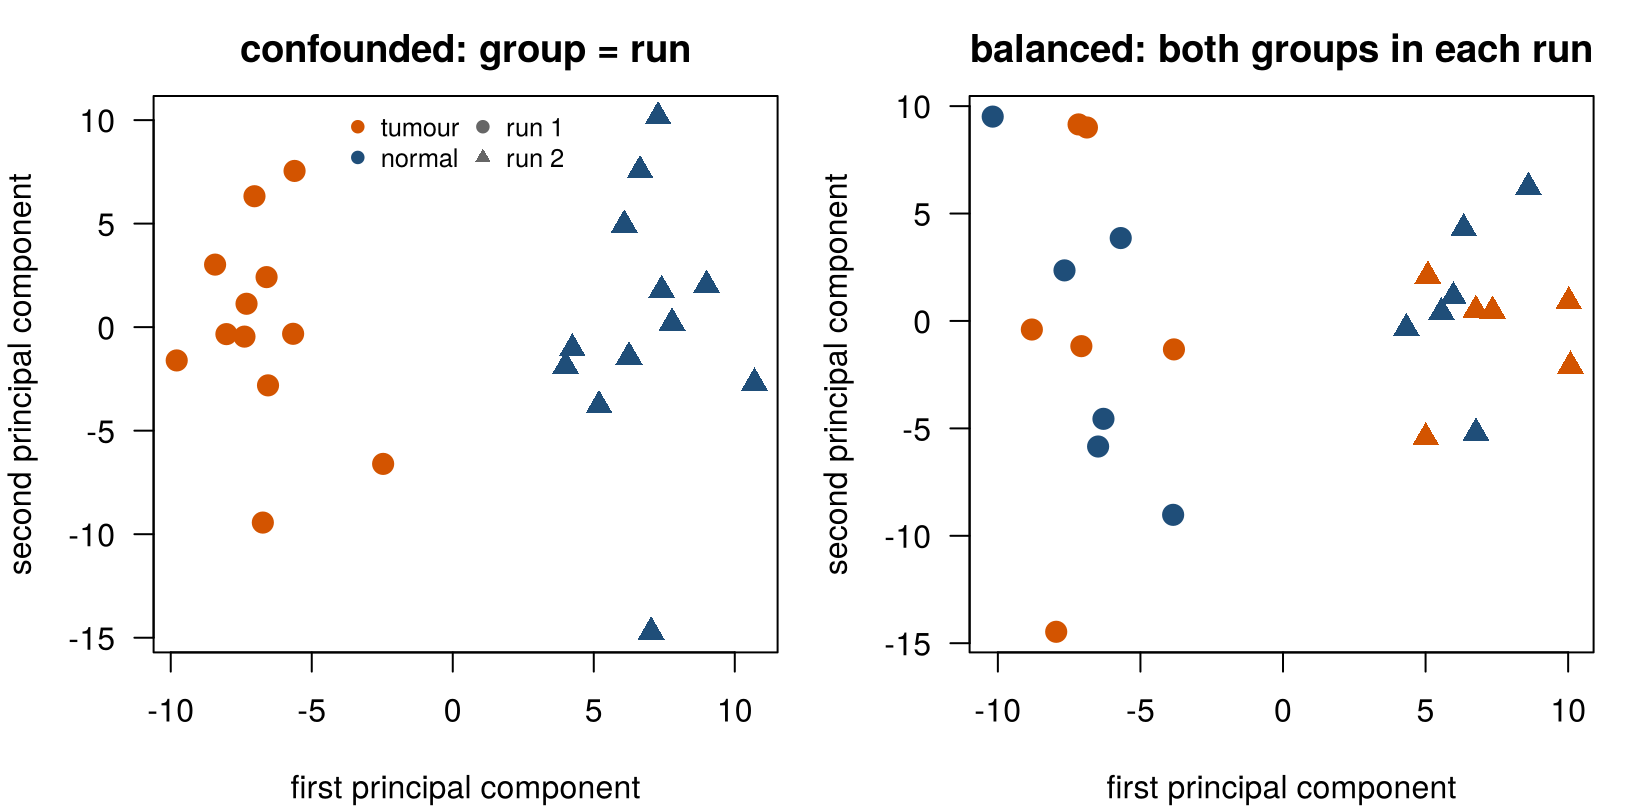 confounded: group = run
tumour run 1
normal run 2
10
5
0
-5
-10
-15
second principal component
-10 -5 0 5 10
first principal component
balanced: both groups in each run
10
5
0
-5
-10
-15
second principal component
-10 -5 0 5 10
first principal component